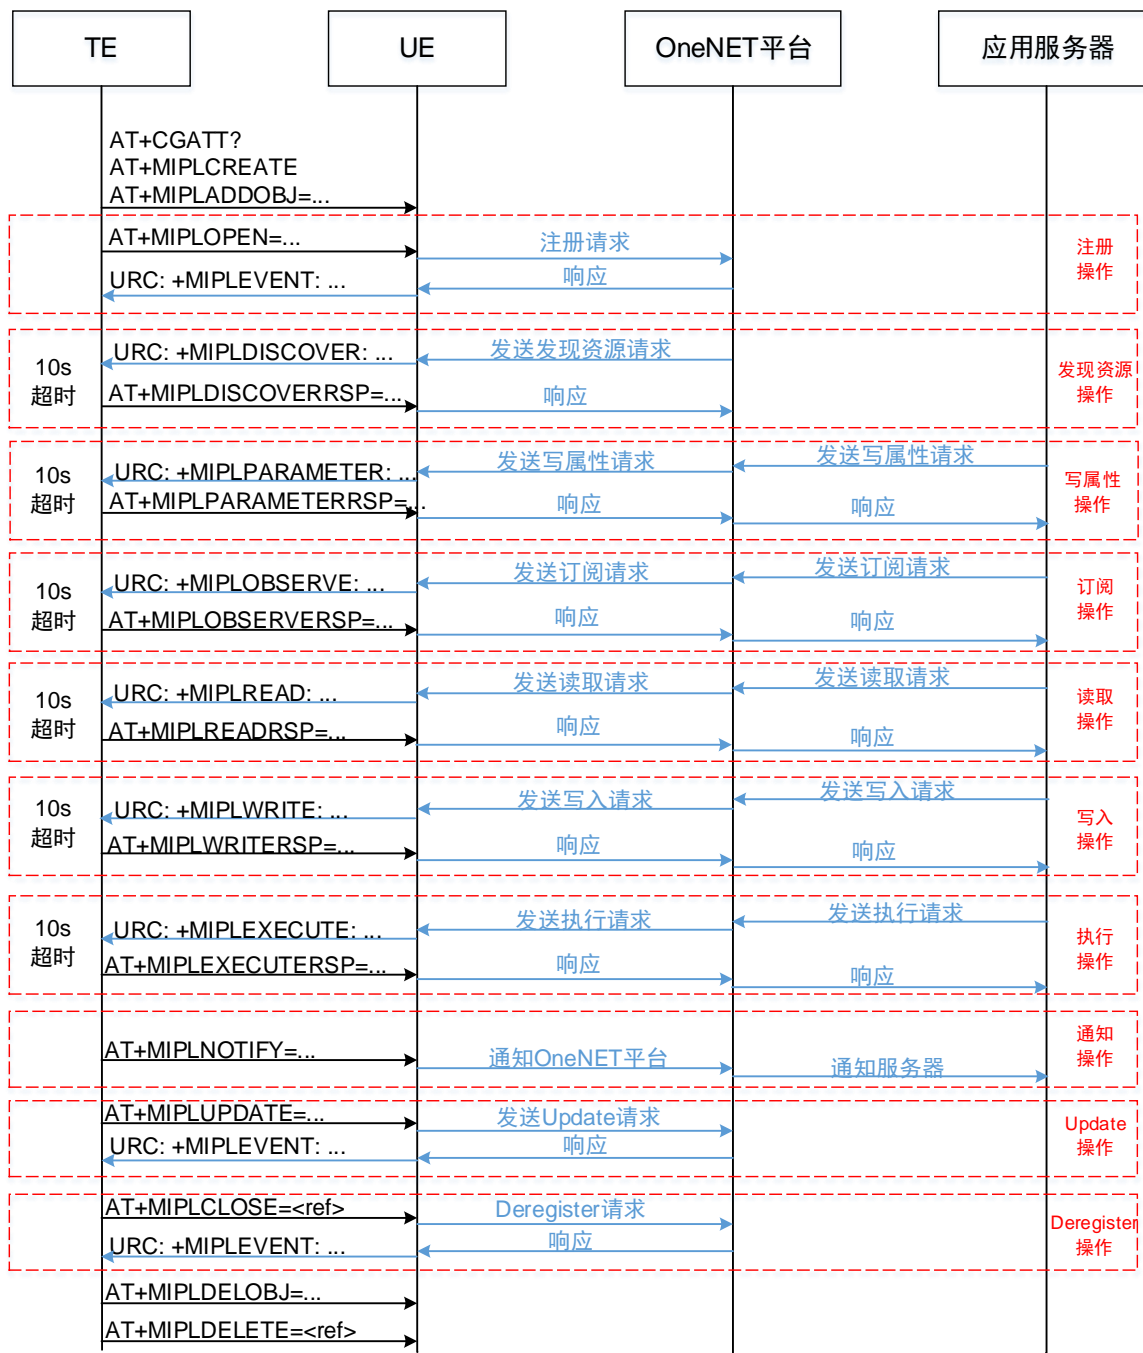 TE
UE
OneNET平台
应用服务器
AT+CGATT?
AT+MIPLCREATE
AT+MIPLADDOBJ=...
AT+MIPLOPEN=...
注册请求
URC: +MIPLEVENT: ...
响应
注册
操作
10s
超时
URC: +MIPLDISCOVER: ...
发送发现资源请求
AT+MIPLDISCOVERRSP=...
响应
发现资源
操作
10s
超时
URC: +MIPLPARAMETER: ...
发送写属性请求
发送写属性请求
AT+MIPLPARAMETERRSP=...
响应
响应
写属性
操作
10s
超时
URC: +MIPLOBSERVE: ...
发送订阅请求
发送订阅请求
AT+MIPLOBSERVERSP=...
响应
响应
订阅
操作
10s
超时
URC: +MIPLREAD: ...
发送读取请求
发送读取请求
AT+MIPLREADRSP=...
响应
响应
读取
操作
10s
超时
URC: +MIPLWRITE: ...
发送写入请求
发送写入请求
AT+MIPLWRITERSP=...
响应
响应
写入
操作
10s
超时
URC: +MIPLEXECUTE: ...
发送执行请求
发送执行请求
AT+MIPLEXECUTERSP=...
响应
响应
执行
操作
AT+MIPLNOTIFY=...
通知OneNET平台
通知服务器
通知
操作
AT+MIPLUPDATE=...
发送Update请求
URC: +MIPLEVENT: ...
响应
Update
操作
AT+MIPLCLOSE=<ref>
Deregister请求
URC: +MIPLEVENT: ...
响应
Deregister
操作
AT+MIPLDELOBJ=...
AT+MIPLDELETE=<ref>